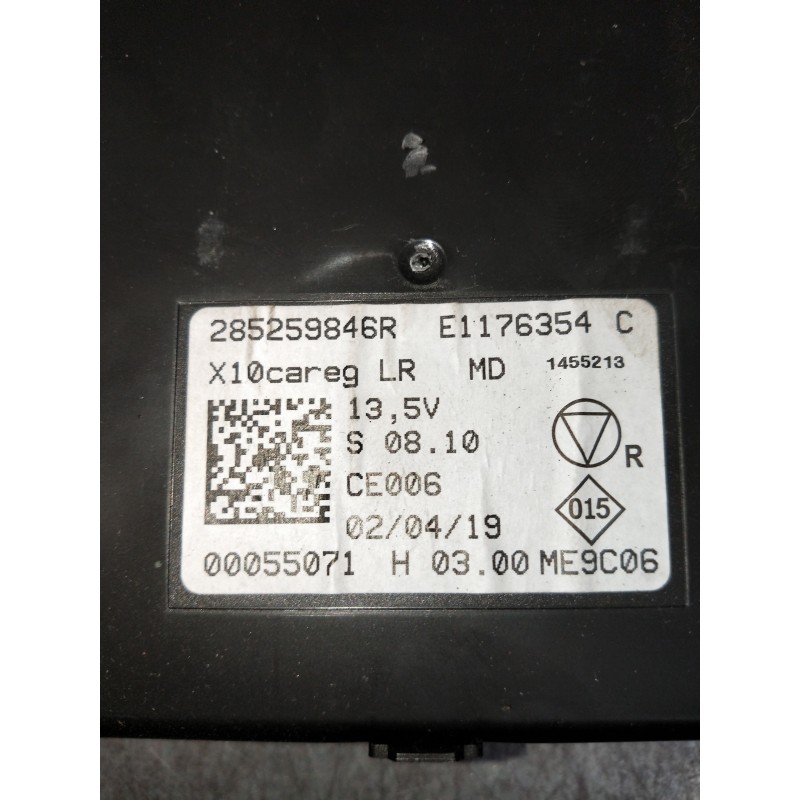 285259846R E1176354 C
X10careg LR MD 1455213
13,5V
S 08.10
R
CE006
015
02/04/19
00055071 H 03.00 ME9C06